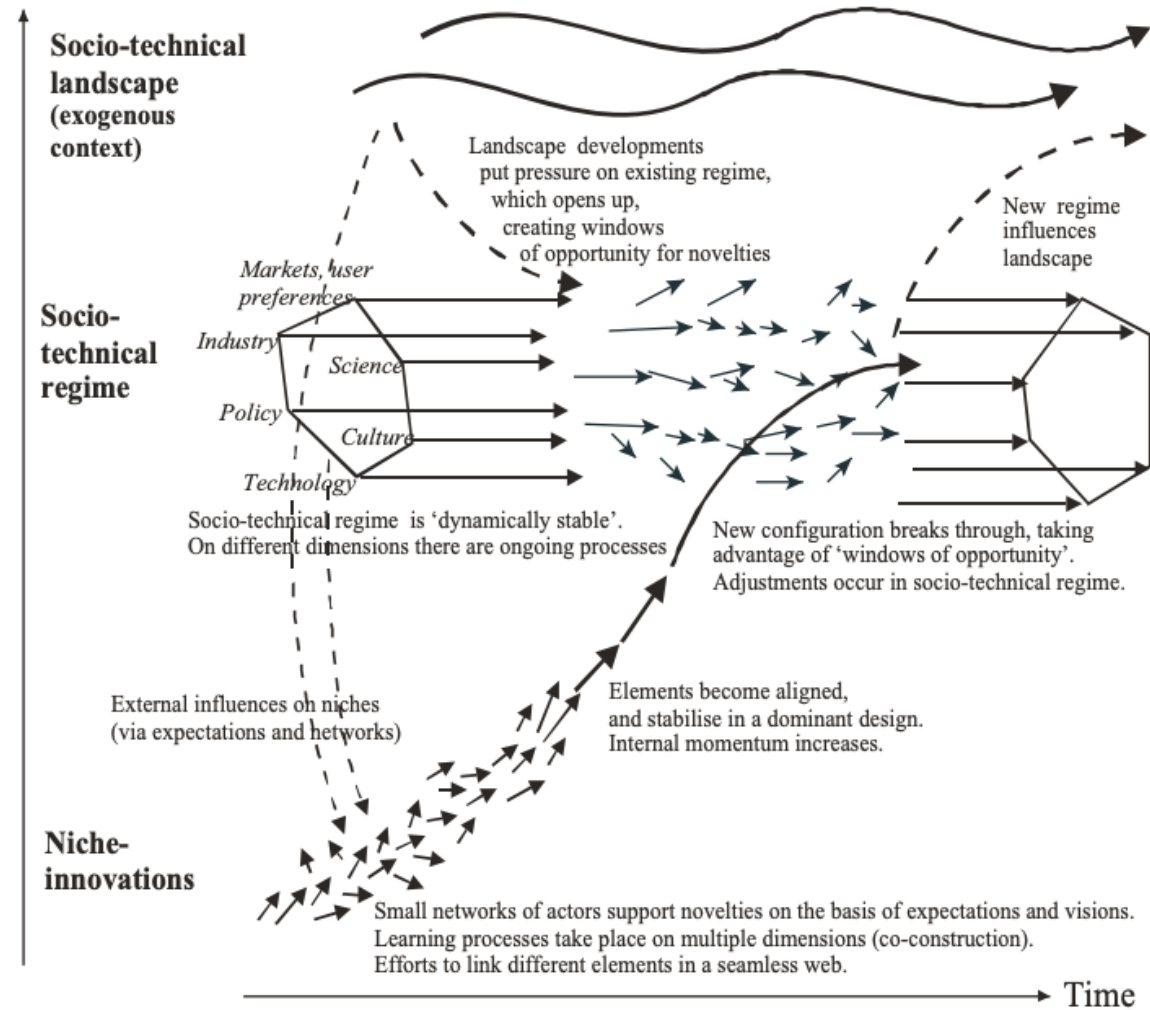 Socio-technical
landscape
(exogenous
context)
Landscape developments
put pressure on existing regime,
which opens up,
creating windows
of opportunity for novelties
New regime
influences
landscape
Markets, user
preferences
Socio-
technical
regime
Industry
Science
Policy
Culture
Technology
Socio-technical regime is ‘dynamically stable’.
On different dimensions there are ongoing processes
New configuration breaks through, taking
advantage of ‘windows of opportunity’.
Adjustments occur in socio-technical regime.
External influences on niches
(via expectations and networks)
Elements become aligned,
and stabilise in a dominant design.
Internal momentum increases.
Niche-
innovations
Small networks of actors support novelties on the basis of expectations and visions.
Learning processes take place on multiple dimensions (co-construction).
Efforts to link different elements in a seamless web.
Time